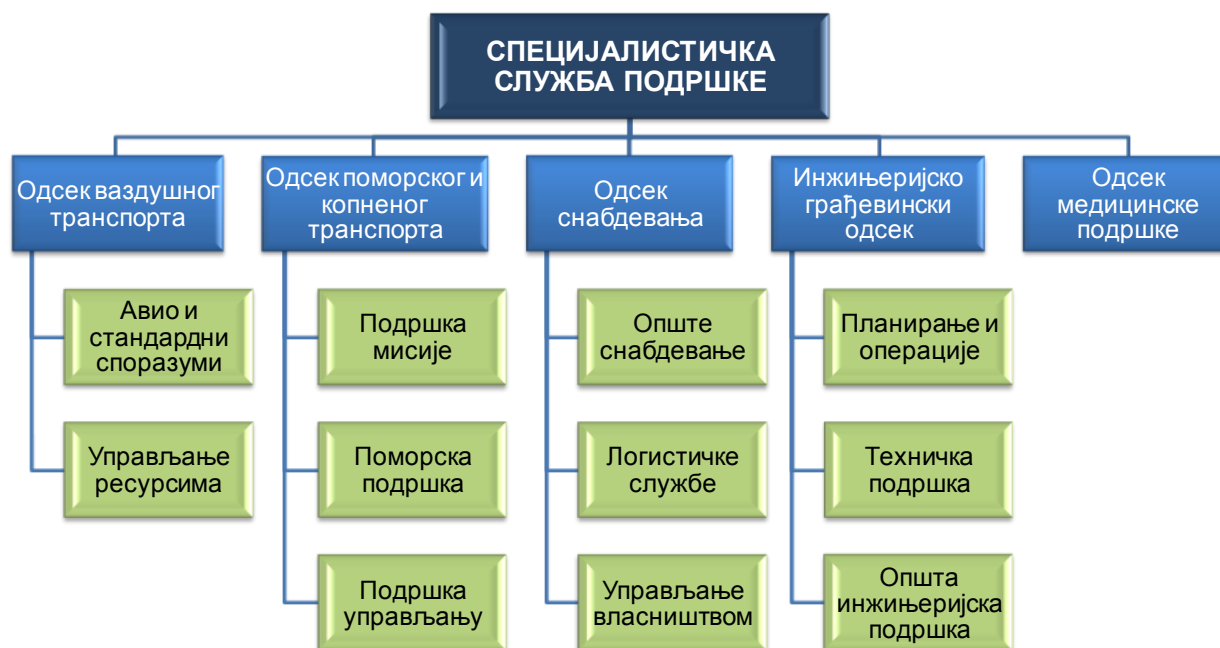 СПЕЦИЈАЛИСТИЧКА
СЛУЖБА ПОДРШКЕ
Одсек ваздушног
транспорта
Одсек поморског и
копненог
транспорта
Одсек
снабдевања
Инжињеријско
грађевински
одсек
Одсек
медицинске
подршке
Авио и
стандардни
споразуми
Управљање
ресурсима
Подршка
мисије
Поморска
подршка
Подршка
управљању
Опште
снабдевање
Логистичке
службе
Управљање
власништвом
Планирање и
операције
Техничка
подршка
Општа
инжињеријска
подршка